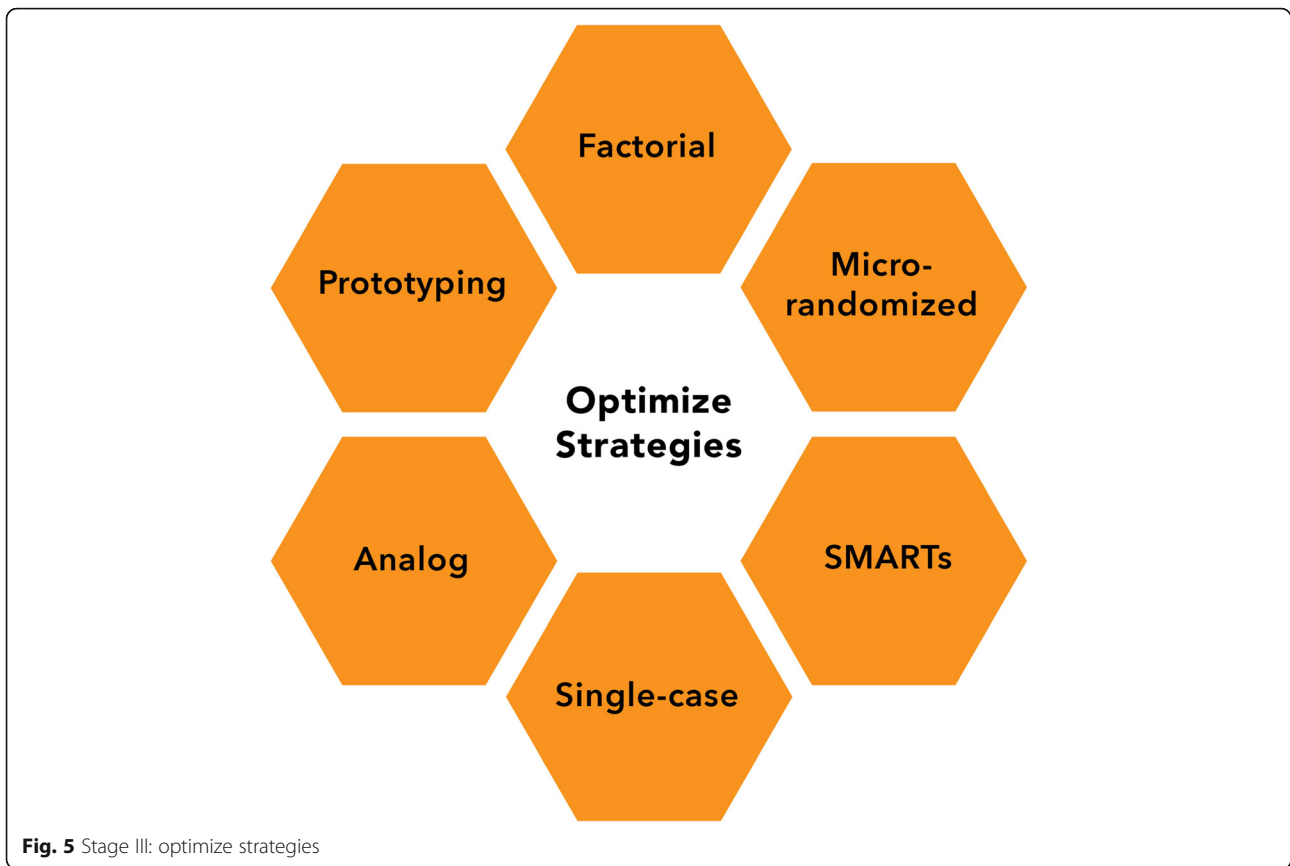 Factorial
Prototyping
Micro-
randomized
Optimize
Strategies
Analog
SMARTs
Single-case
Fig. 5 Stage III: optimize strategies